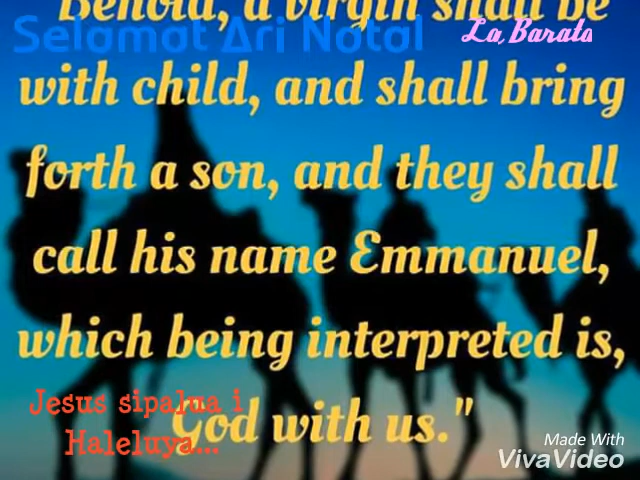 Behold, a virgin shall be
Selamat Ari Natal
La,Barata
with child, and shall bring
forth a son, and they shall
call his name Emmanuel,
which being interpreted is,
God with us."
Jesus sipalua i
Haleluya...
Made With
VivaVideo